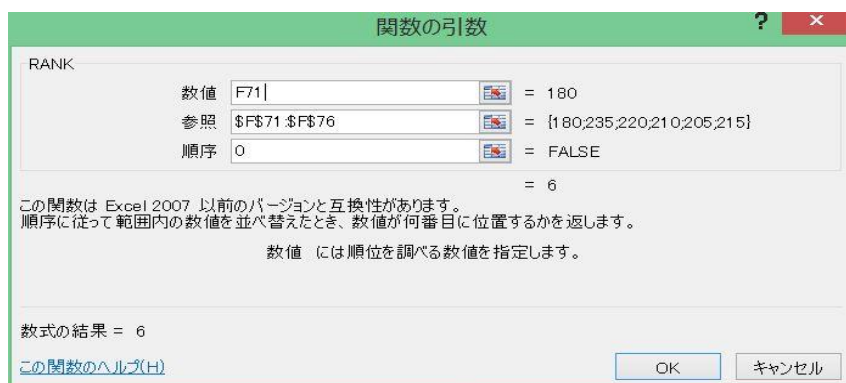 関数の引数
? ×
RANK
数値 F71 = 180
参照 $F$71:$F$76 = {180;235;220;210;205;215}
順序 0 = FALSE
= 6
この関数は Excel 2007 以前のバージョンと互換性があります。
順序に従って範囲内の数値を並べ替えたとき、数値が何番目に位置するかを返します。
数値 には順位を調べる数値を指定します。
数式の結果 = 6
この関数のヘルプ(H)
OK キャンセル